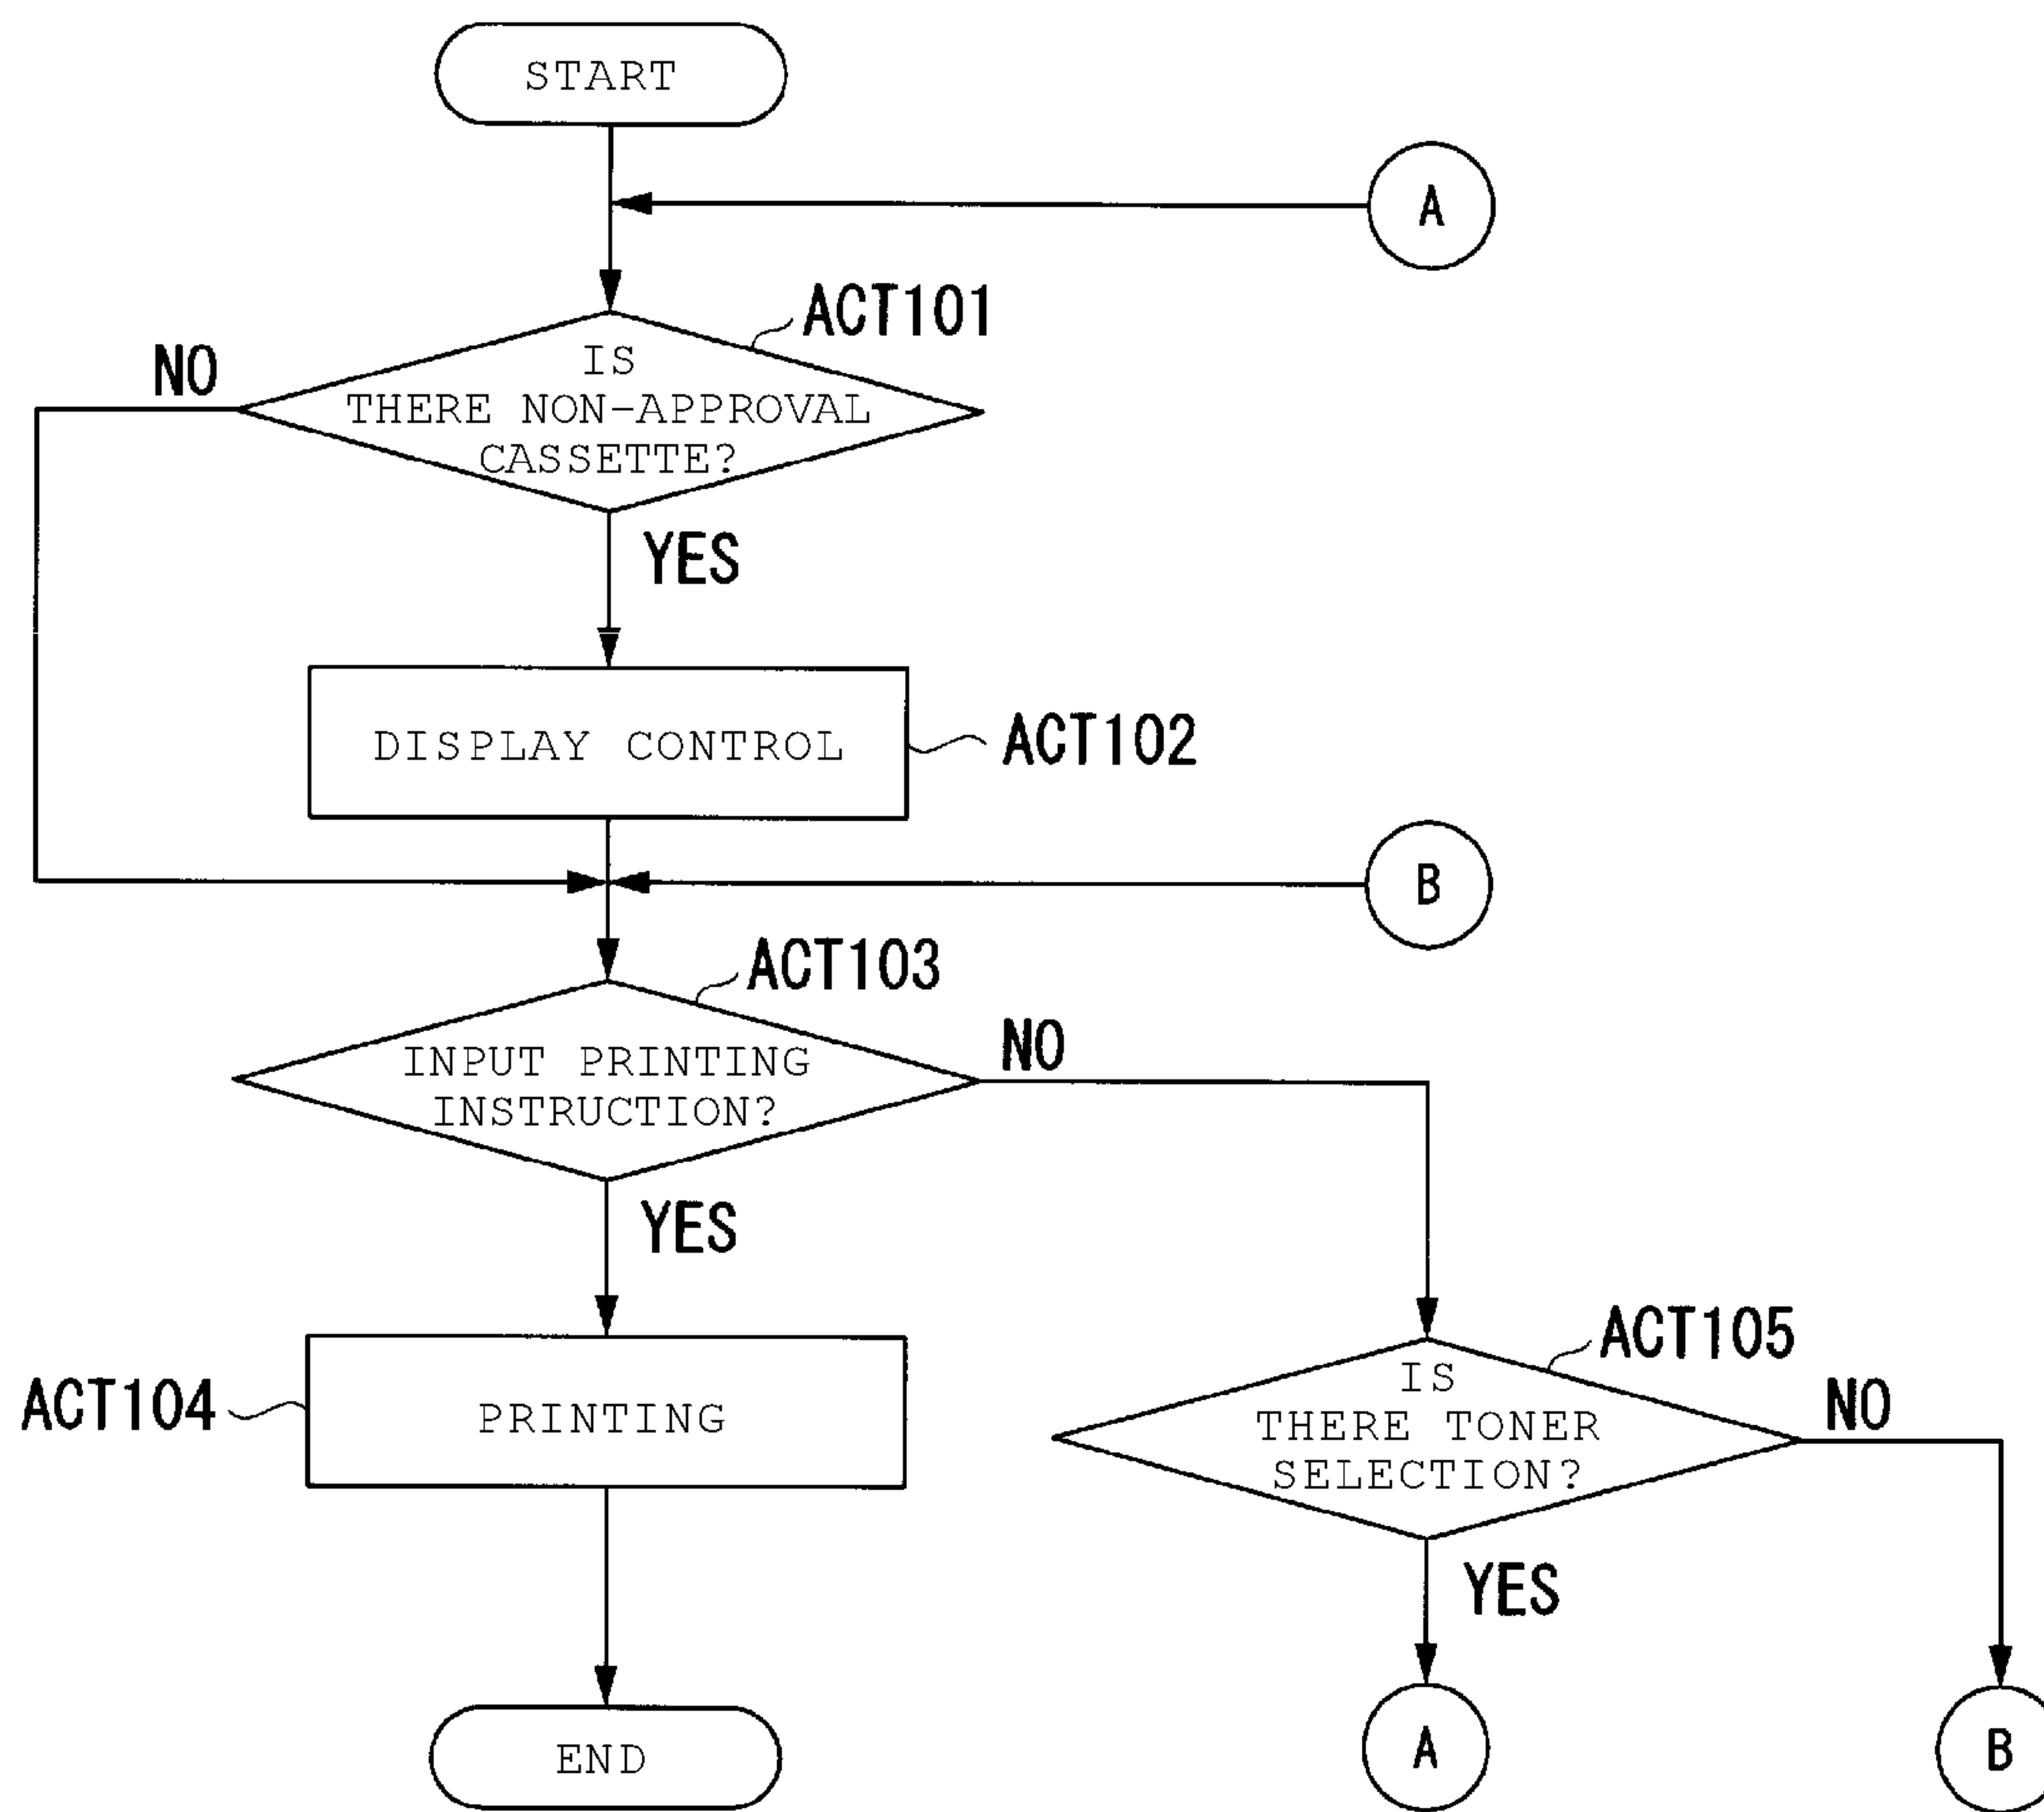 START
A
ACT101
NO
IS
THERE NON-APPROVAL
CASSETTE?
YES
DISPLAY CONTROL
ACT102
B
ACT103
INPUT PRINTING
INSTRUCTION?
NO
YES
ACT104
PRINTING
ACT105
IS
THERE TONER
SELECTION?
NO
YES
END
A
B